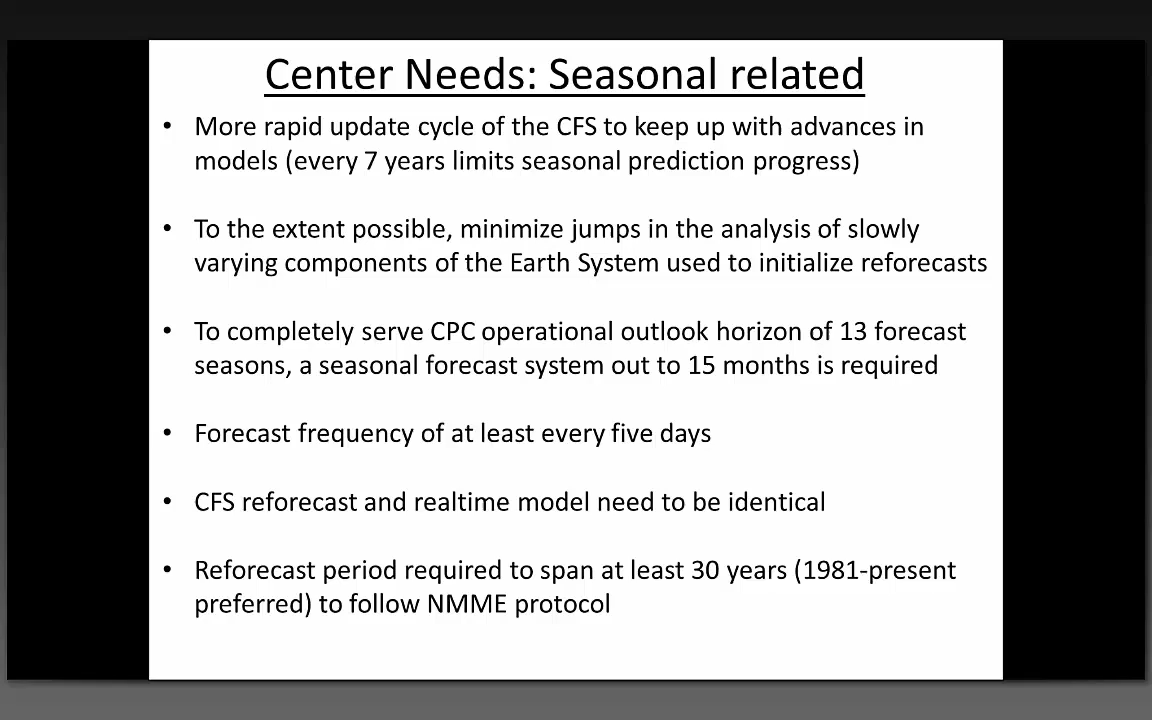 Center Needs: Seasonal related
• More rapid update cycle of the CFS to keep up with advances in
models (every 7 years limits seasonal prediction progress)
• To the extent possible, minimize jumps in the analysis of slowly
varying components of the Earth System used to initialize reforecasts
• To completely serve CPC operational outlook horizon of 13 forecast
seasons, a seasonal forecast system out to 15 months is required
• Forecast frequency of at least every five days
• CFS reforecast and realtime model need to be identical
• Reforecast period required to span at least 30 years (1981-present
preferred) to follow NMME protocol